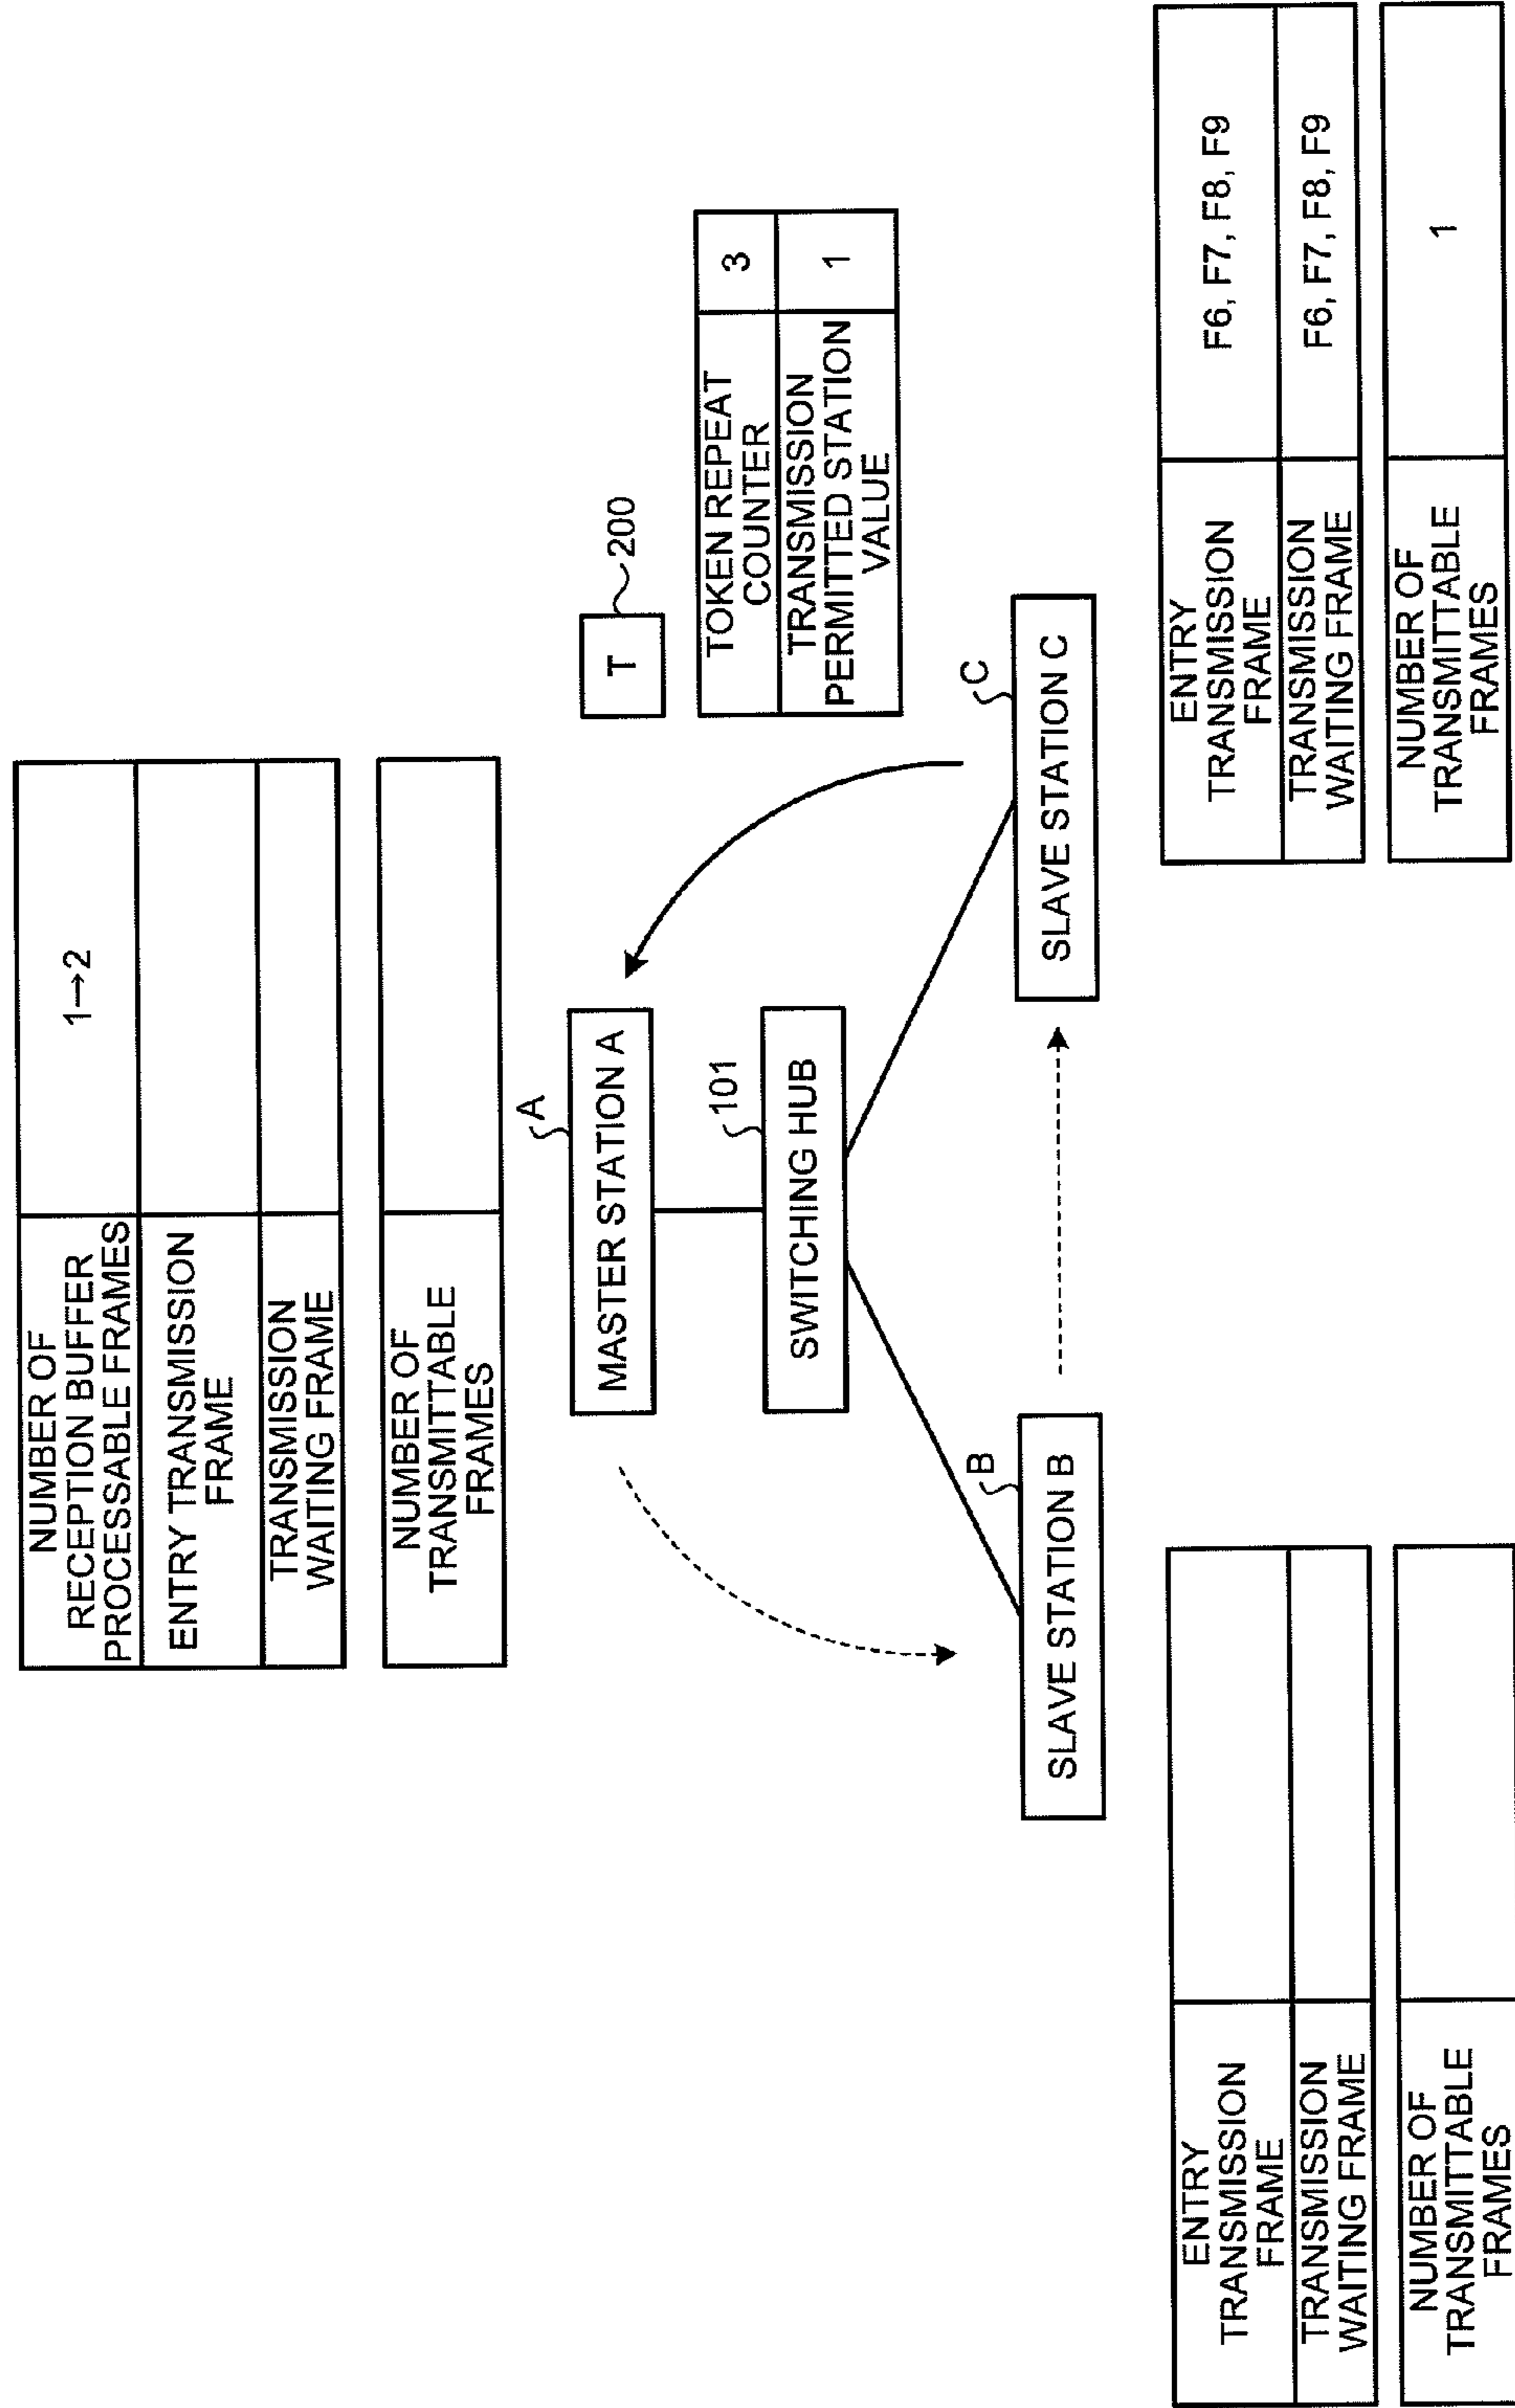 NUMBER OF
RECEPTION BUFFER
PROCESSABLE FRAMES
1→2
ENTRY TRANSMISSION
FRAME
TRANSMISSION
WAITING FRAME
NUMBER OF
TRANSMITTABLE
FRAMES
A
MASTER STATION A
T
200
101
SWITCHING HUB
TOKEN REPEAT
COUNTER
3
TRANSMISSION
PERMITTED STATION
VALUE
1
B
SLAVE STATION B
C
SLAVE STATION C
ENTRY
TRANSMISSION
FRAME
TRANSMISSION
WAITING FRAME
NUMBER OF
TRANSMITTABLE
FRAMES
ENTRY
TRANSMISSION
FRAME
F6, F7, F8, F9
TRANSMISSION
WAITING FRAME
F6, F7, F8, F9
NUMBER OF
TRANSMITTABLE
FRAMES
1